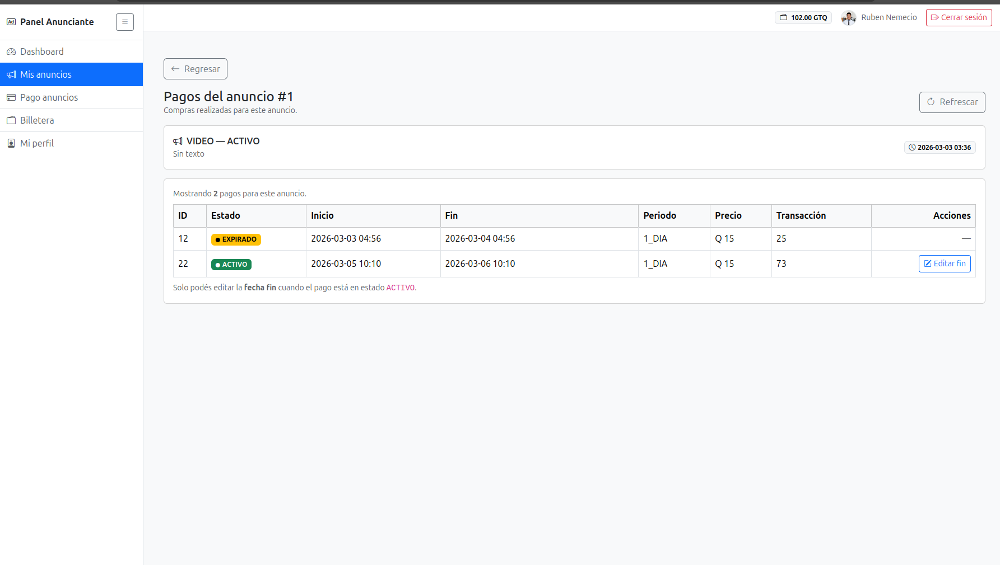 Ad Panel Anunciante
102.00 GTQ Ruben Nemecio Cerrar sesión
Dashboard
Mis anuncios
Pago anuncios
Billetera
Mi perfil
Regresar
Pagos del anuncio #1
Compras realizadas para este anuncio.
Refrescar
VIDEO — ACTIVO
Sin texto
2026-03-03 03:36
Mostrando 2 pagos para este anuncio.
ID Estado Inicio Fin Periodo Precio Transacción Acciones
12 EXPIRADO 2026-03-03 04:56 2026-03-04 04:56 1_DIA Q 15 25 —
22 ACTIVO 2026-03-05 10:10 2026-03-06 10:10 1_DIA Q 15 73 Editar fin
Solo podés editar la fecha fin cuando el pago está en estado ACTIVO.